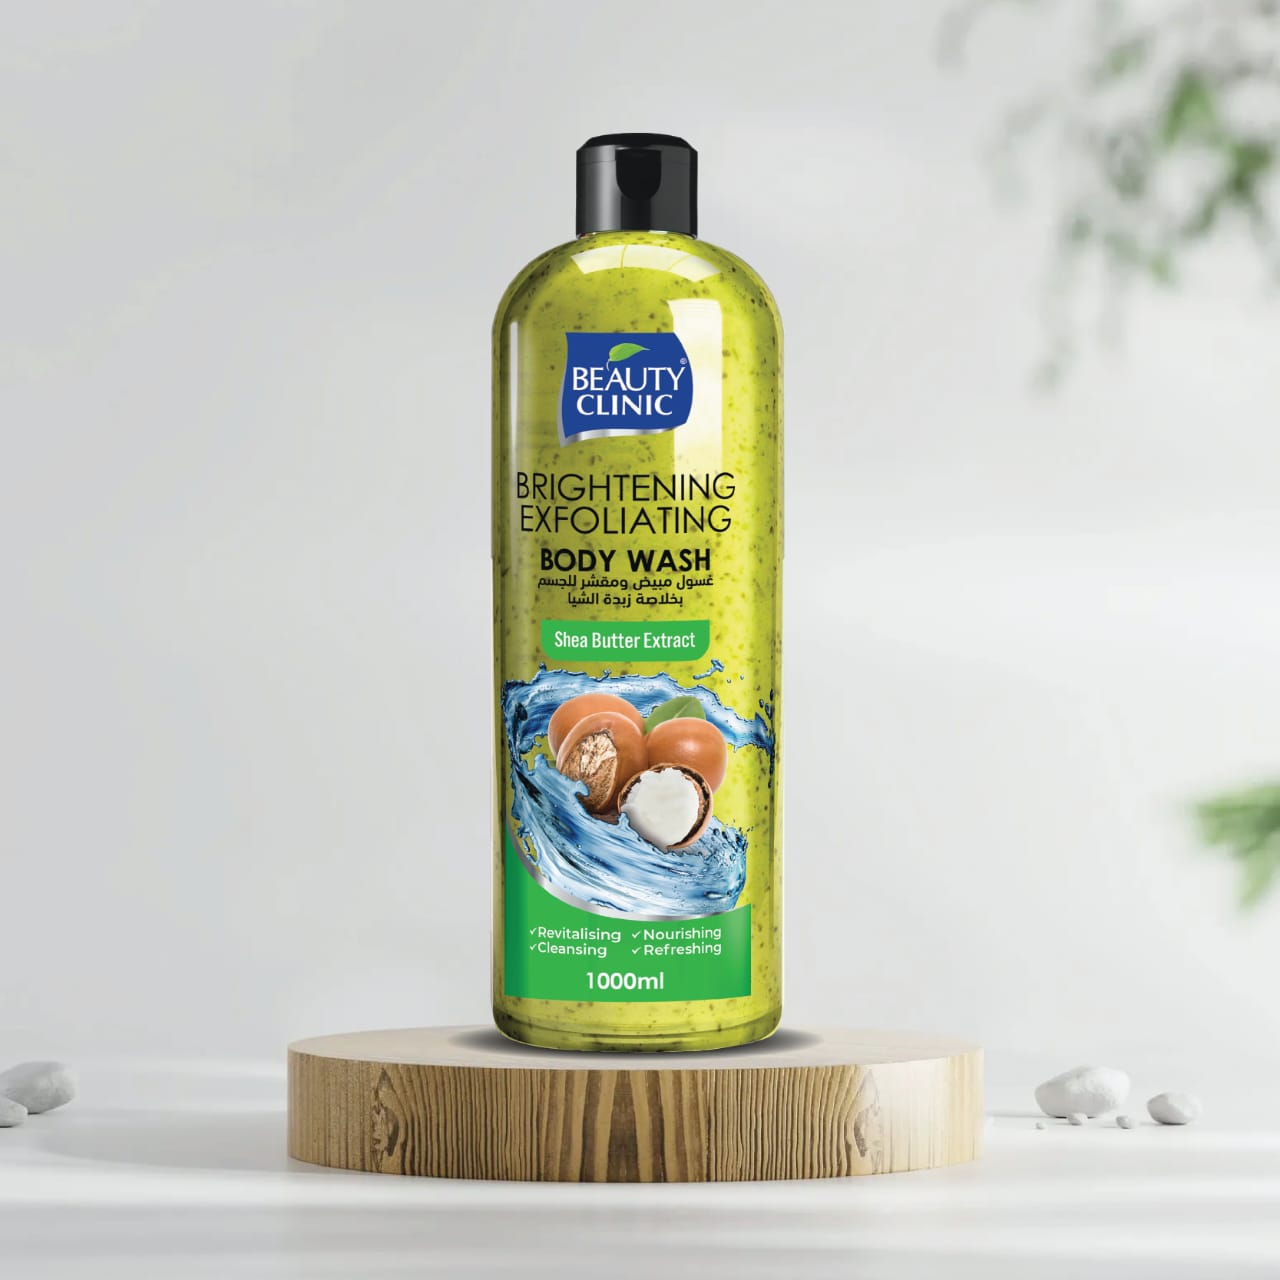 BEAUTY®
CLINIC
BRIGHTENING
EXFOLIATING
BODY WASH
غسول مبيض ومقشر للجسم
بخلاصة زبدة الشيا
Shea Butter Extract
✓Revitalising ✓Nourishing
✓Cleansing ✓Refreshing
1000ml